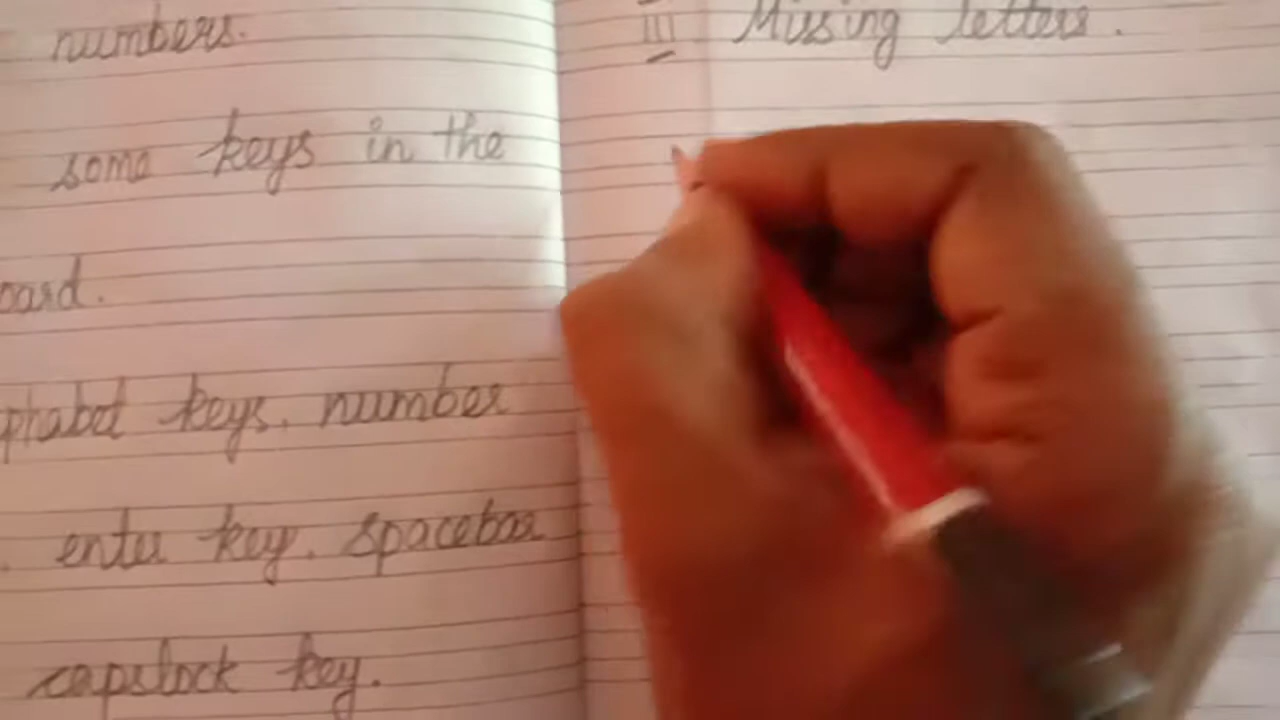 numbers.
some keys in the
oard.
phabet keys. number
. enter key. spacebar
capslock key.
III Missing letters.